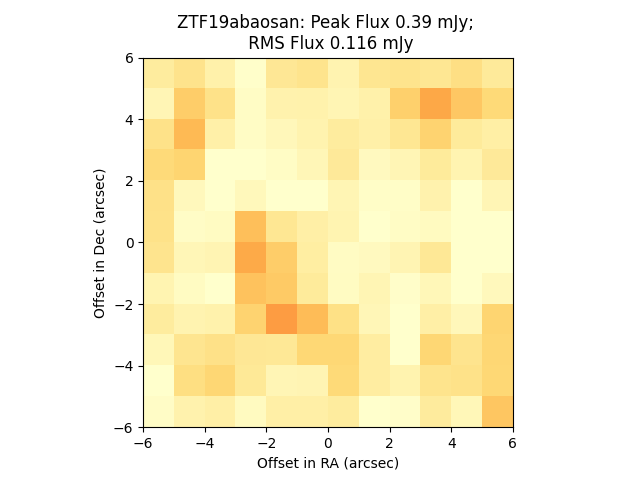 ZTF19abaosan: Peak Flux 0.39 mJy;
RMS Flux 0.116 mJy
6
4
2
0
−2
−4
−6
Offset in Dec (arcsec)
−6 −4 −2 0 2 4 6
Offset in RA (arcsec)